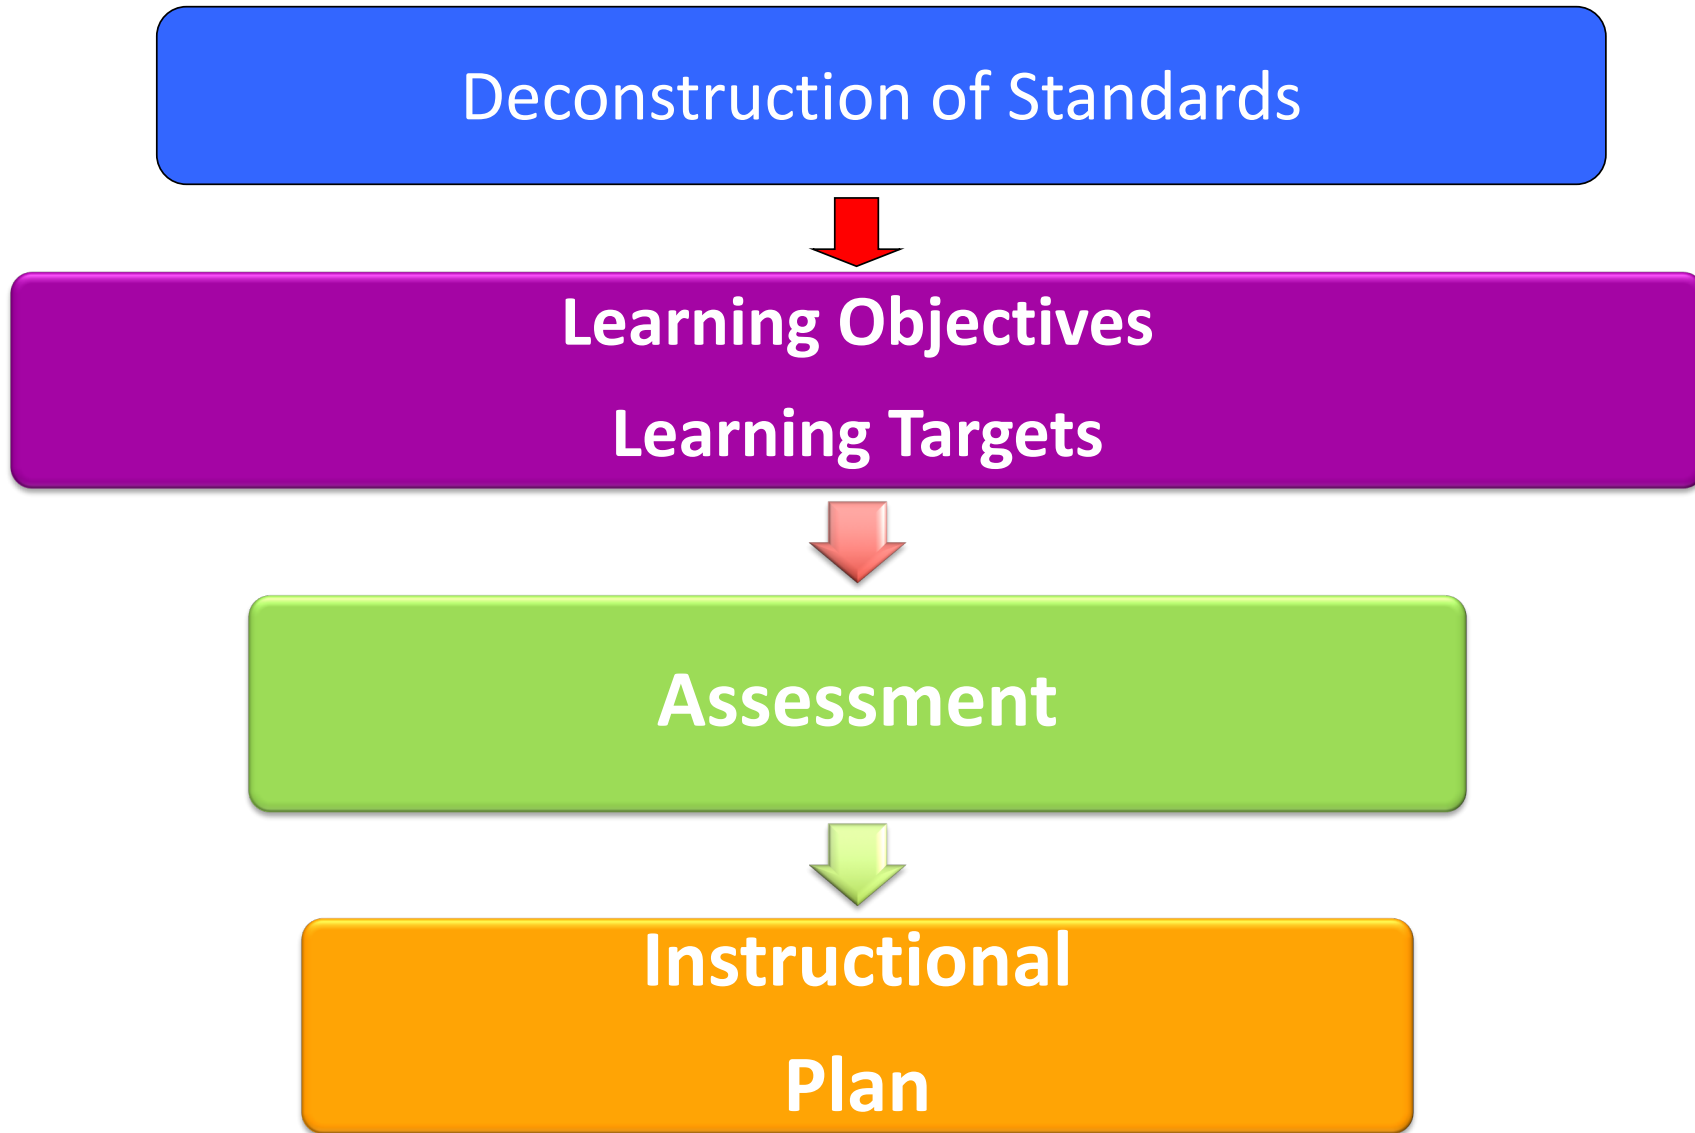 Deconstruction of Standards
Learning Objectives
Learning Targets
Assessment
Instructional
Plan